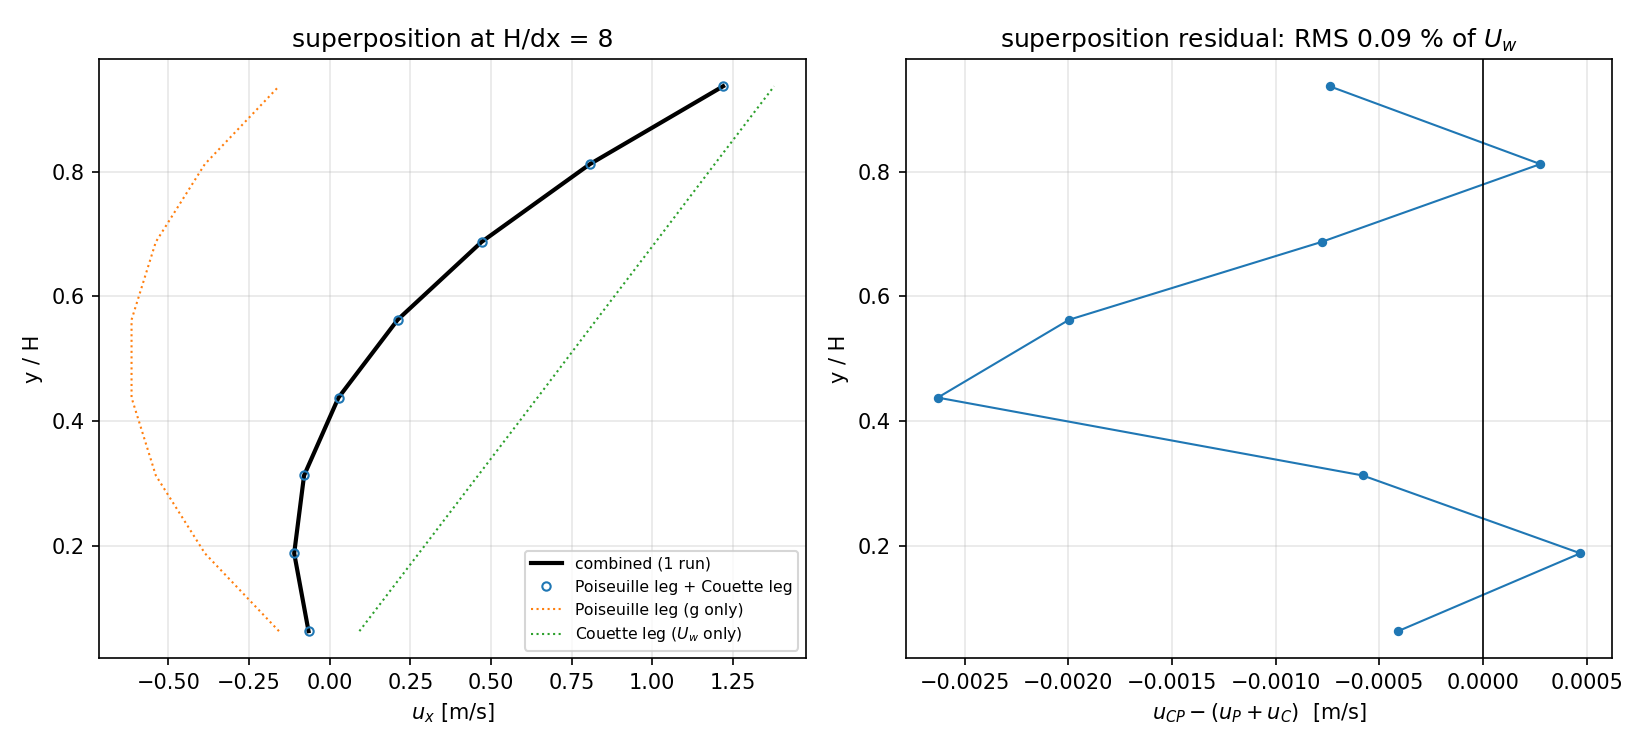 superposition at H/dx = 8
y / H
0.8
0.6
0.4
0.2
−0.50 −0.25 0.00 0.25 0.50 0.75 1.00 1.25
u_x [m/s]
combined (1 run)
Poiseuille leg + Couette leg
Poiseuille leg (g only)
Couette leg (U_w only)
superposition residual: RMS 0.09 % of U_w
y / H
0.8
0.6
0.4
0.2
−0.0025 −0.0020 −0.0015 −0.0010 −0.0005 0.0000 0.0005
u_CP − (u_P + u_C) [m/s]